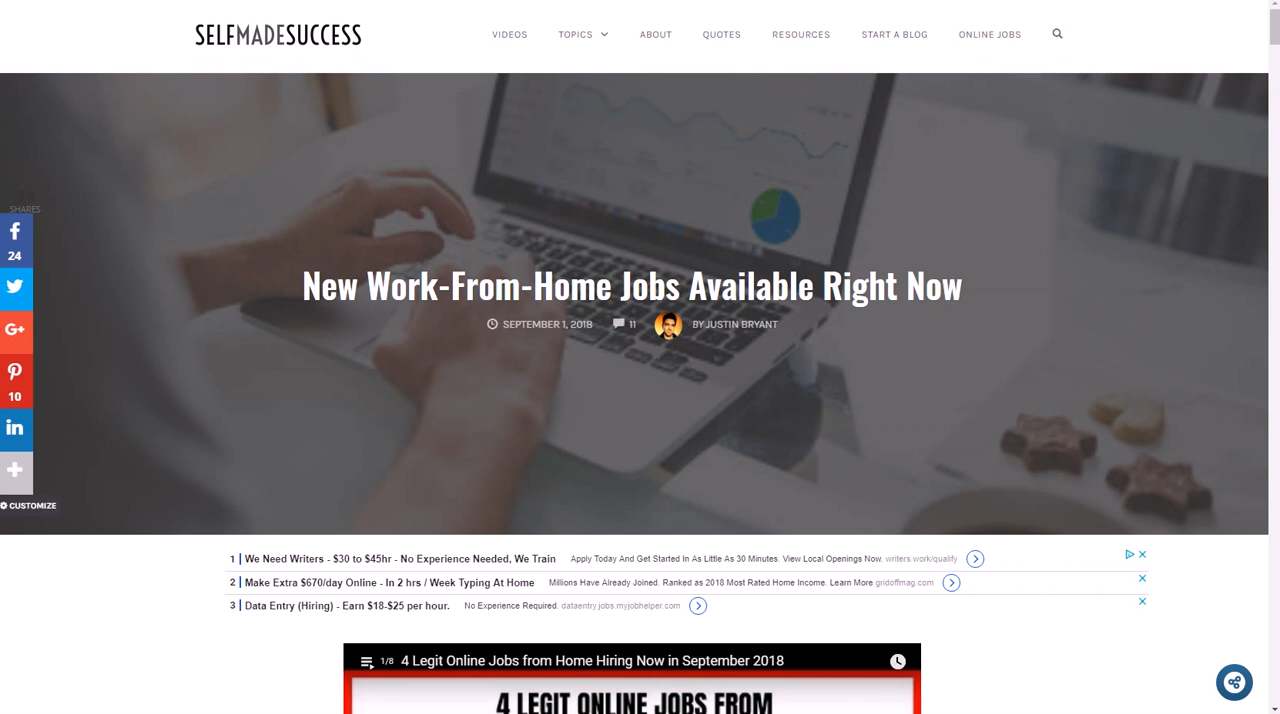 SELFMADESUCCESS
VIDEOS TOPICS ABOUT QUOTES RESOURCES START A BLOG ONLINE JOBS
SHARES
24
10
CUSTOMIZE
New Work-From-Home Jobs Available Right Now
SEPTEMBER 1, 2018 11 BY JUSTIN BRYANT
1 We Need Writers - $30 to $45hr - No Experience Needed, We Train Apply Today And Get Started In As Little As 30 Minutes. View Local Openings Now. writers.work/qualify
2 Make Extra $670/day Online - In 2 hrs / Week Typing At Home Millions Have Already Joined. Ranked as 2018 Most Rated Home Income. Learn More gridoffmag.com
3 Data Entry (Hiring) - Earn $18-$25 per hour. No Experience Required. dataentry.jobs.myjobhelper.com
1/8 4 Legit Online Jobs from Home Hiring Now in September 2018
4 LEGIT ONLINE JOBS FROM